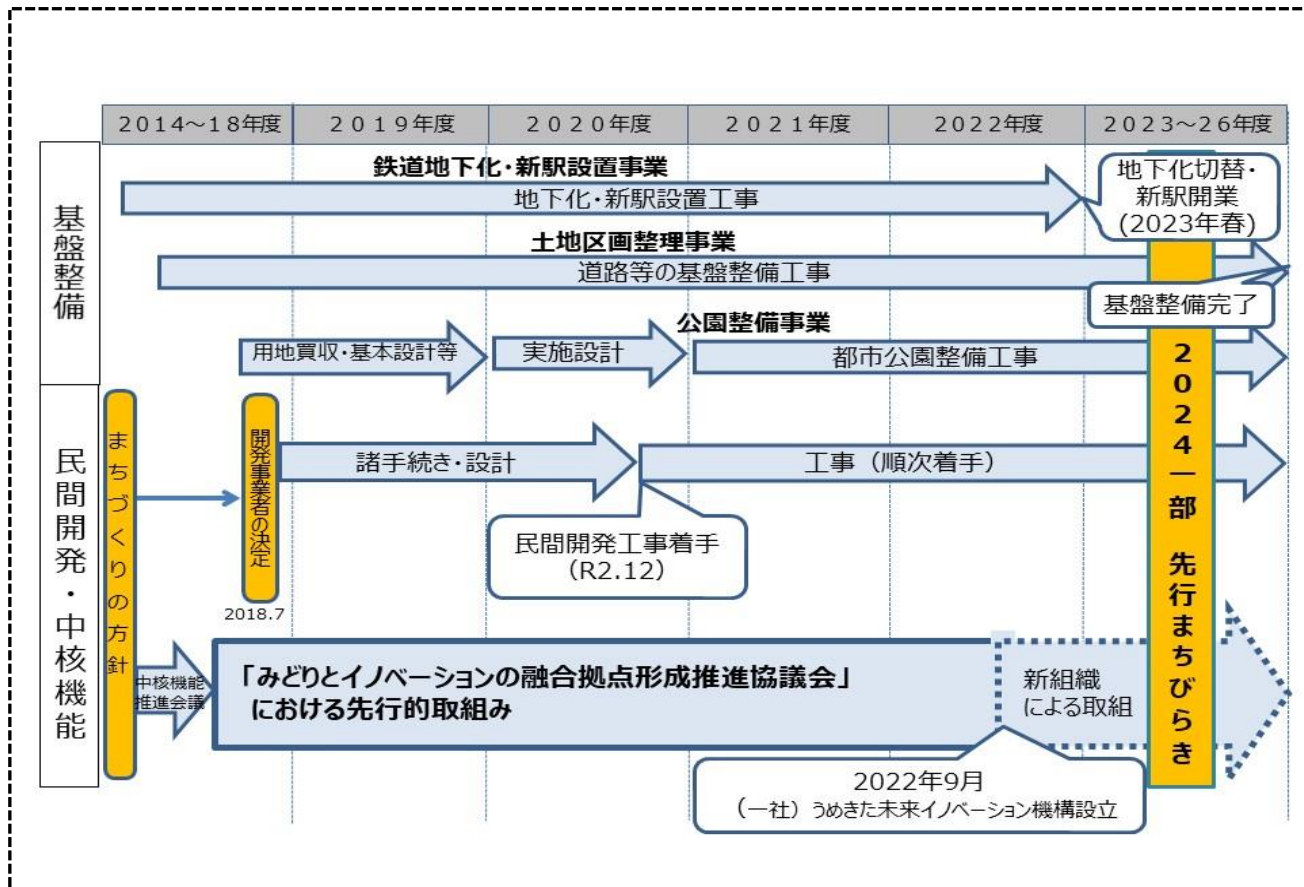 ２０１４～１８年度
２０１９年度
２０２０年度
２０２１年度
２０２２年度
２０２３～２６年度
基盤整備
鉄道地下化・新駅設置事業
地下化・新駅設置工事
地下化切替・
新駅開業
(2023年春)
土地区画整理事業
道路等の基盤整備工事
基盤整備完了
公園整備事業
用地買収・基本設計等
実施設計
都市公園整備工事
２０２４一部 先行まちびらき
民間開発・中核機能
まちづくりの方針
開発事業者の決定
2018.7
諸手続き・設計
工事（順次着手）
民間開発工事着手
（R2.12）
中核機能
推進会議
「みどりとイノベーションの融合拠点形成推進協議会」
における先行的取組み
新組織
による取組
2022年9月
（一社）うめきた未来イノベーション機構設立